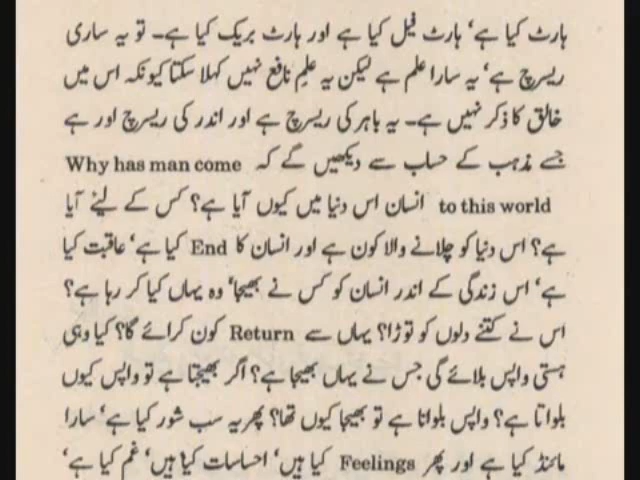 ہارٹ کیا ہے‘ ہارٹ فیل کیا ہے اور ہارٹ بریک کیا ہے۔ تو یہ ساری
ریسرچ ہے‘ یہ سارا علم ہے لیکن یہ علمِ نافع نہیں کہلا سکتا کیونکہ اس میں
خالق کا ذکر نہیں ہے۔ یہ باہر کی ریسرچ ہے اور اندر کی ریسرچ اور ہے
جسے مذہب کے حساب سے دیکھیں گے کہ Why has man come
to this world انسان اس دنیا میں کیوں آیا ہے؟ کس کے لیئے آیا
ہے؟ اس دنیا کو چلانے والا کون ہے اور انسان کا End کیا ہے‘ عاقبت کیا
ہے‘ اس زندگی کے اندر انسان کو کس نے بھیجا‘ وہ یہاں کیا کر رہا ہے؟
اس نے کتنے دلوں کو توڑا؟ یہاں سے Return کون کرائے گا؟ کیا وہی
ہستی واپس بلائے گی جس نے یہاں بھیجا ہے؟ اگر بھیجتا ہے تو واپس کیوں
بلواتا ہے؟ واپس بلواتا ہے تو بھیجا کیوں تھا؟ پھر یہ سب شور کیا ہے‘ سارا
مائنڈ کیا ہے اور پھر Feelings کیا ہیں‘ احساسات کیا ہیں‘ غم کیا ہے‘